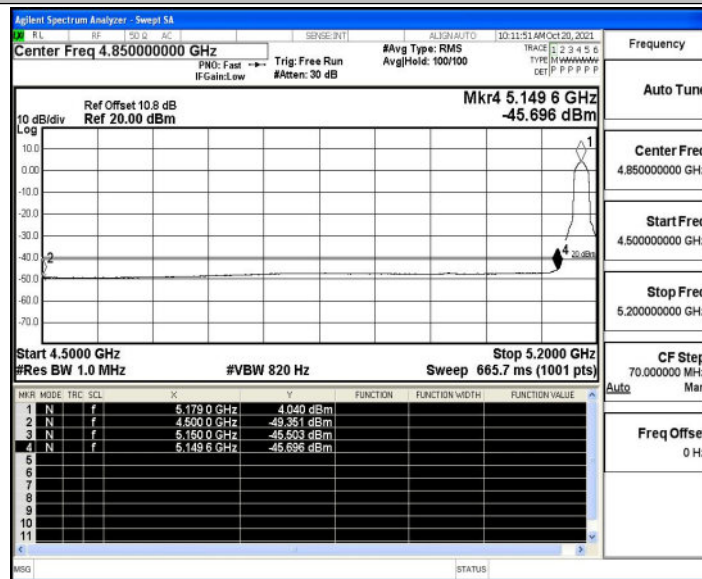 Agilent Spectrum Analyzer - Swept SA
RL RF 50 Ω AC SENSE:INT ALIGNAUTO 10:11:51 AM Oct 20, 2021
Center Freq 4.850000000 GHz
PNO: Fast
IFGain:Low
Trig: Free Run
#Atten: 30 dB
#Avg Type: RMS
Avg|Hold: 100/100
TRACE 1 2 3 4 5 6
TYPE M W W W W W
DET P P P P P P
Frequency
Auto Tune
Center Freq
4.850000000 GHz
Start Freq
4.500000000 GHz
Stop Freq
5.200000000 GHz
CF Step
70.000000 MHz
Auto Man
Freq Offset
0 Hz
Mkr4 5.149 6 GHz
-45.696 dBm
Ref Offset 10.8 dB
10 dB/div Ref 20.00 dBm
Log
10.0
0.00
-10.0
-20.0
-30.0
-40.0
-50.0
-60.0
-70.0
1
2
4
Start 4.5000 GHz Stop 5.2000 GHz
#Res BW 1.0 MHz #VBW 820 Hz Sweep 665.7 ms (1001 pts)
MKR MODE TRC SCL X Y FUNCTION FUNCTION WIDTH FUNCTION VALUE
1 N f 5.179 0 GHz 4.040 dBm
2 N f 4.500 0 GHz -49.351 dBm
3 N f 5.150 0 GHz -45.503 dBm
4 N f 5.149 6 GHz -45.696 dBm
5
6
7
8
9
10
11
MSG STATUS